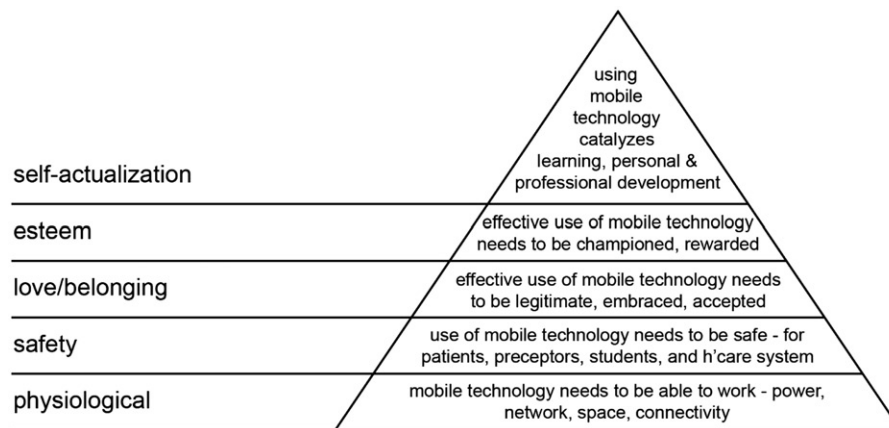 using
mobile
technology
catalyzes
learning, personal &
professional development
self-actualization
effective use of mobile technology
needs to be championed, rewarded
esteem
effective use of mobile technology needs
to be legitimate, embraced, accepted
love/belonging
use of mobile technology needs to be safe - for
patients, preceptors, students, and h'care system
safety
mobile technology needs to be able to work - power,
network, space, connectivity
physiological